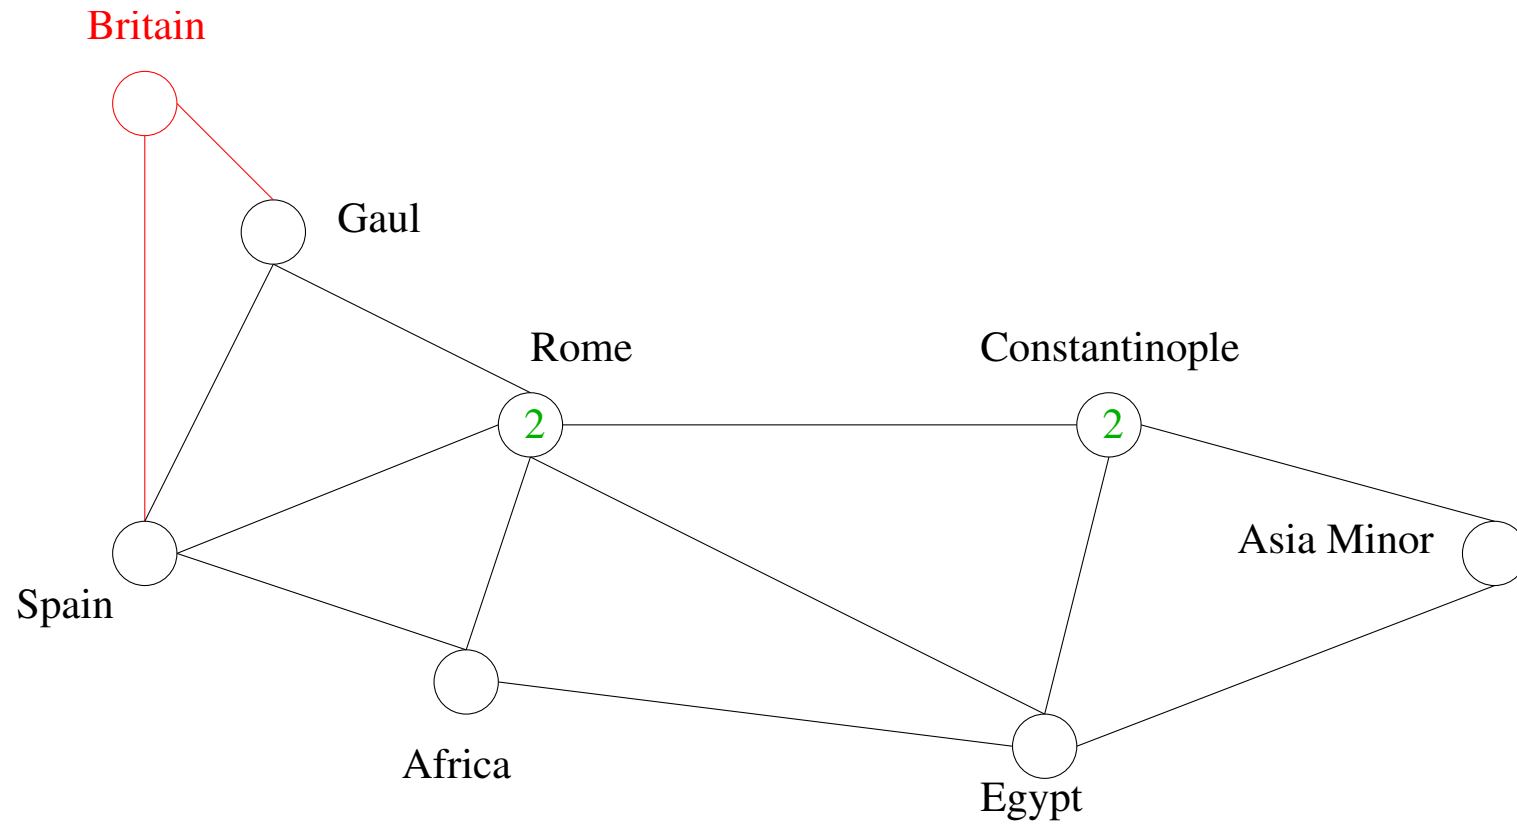 Britain
Gaul
Rome
Constantinople
2
2
Asia Minor
Spain
Africa
Egypt